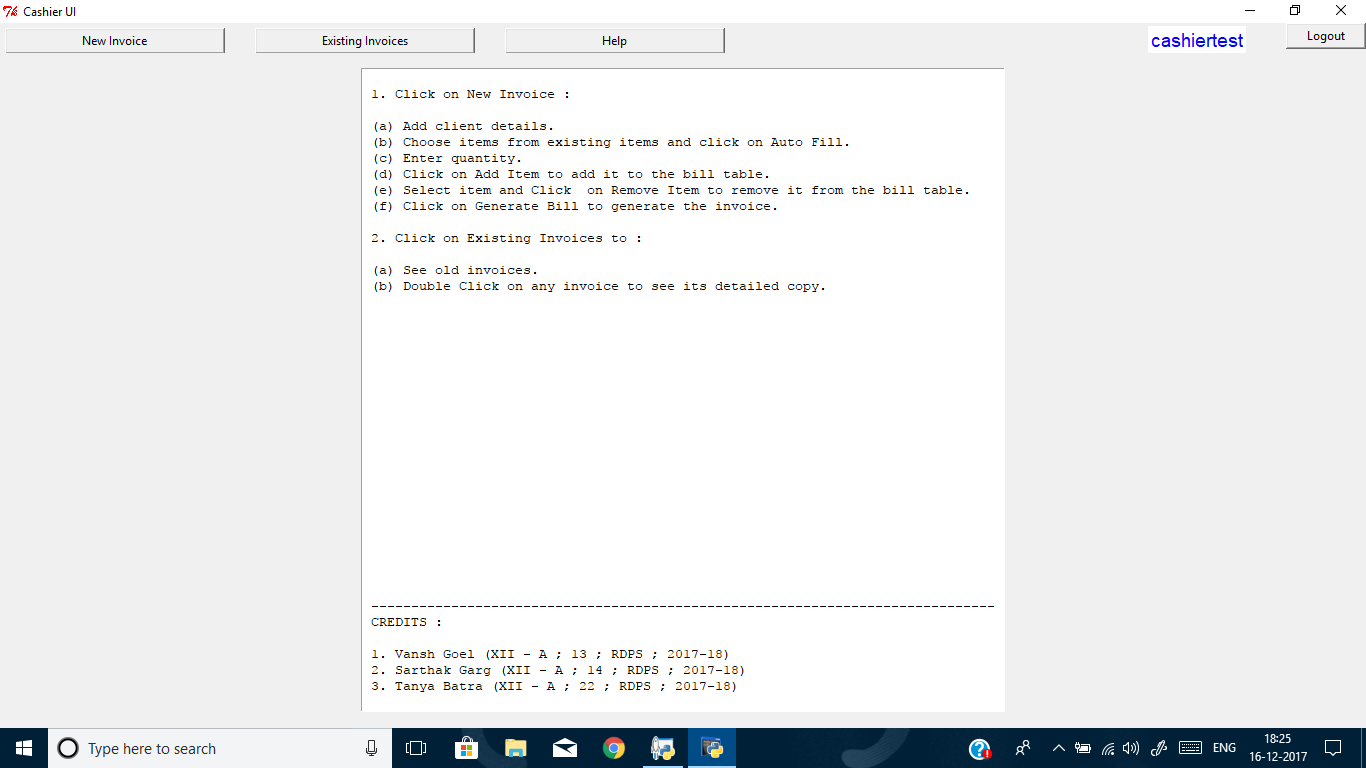 Cashier UI
New Invoice
Existing Invoices
Help
cashiertest
Logout
1. Click on New Invoice :
(a) Add client details.
(b) Choose items from existing items and click on Auto Fill.
(c) Enter quantity.
(d) Click on Add Item to add it to the bill table.
(e) Select item and Click  on Remove Item to remove it from the bill table.
(f) Click on Generate Bill to generate the invoice.
2. Click on Existing Invoices to :
(a) See old invoices.
(b) Double Click on any invoice to see its detailed copy.
------------------------------------------------------------------------------
CREDITS :
1. Vansh Goel (XII - A ; 13 ; RDPS ; 2017-18)
2. Sarthak Garg (XII - A ; 14 ; RDPS ; 2017-18)
3. Tanya Batra (XII - A ; 22 ; RDPS ; 2017-18)
Type here to search
ENG
18:25
16-12-2017